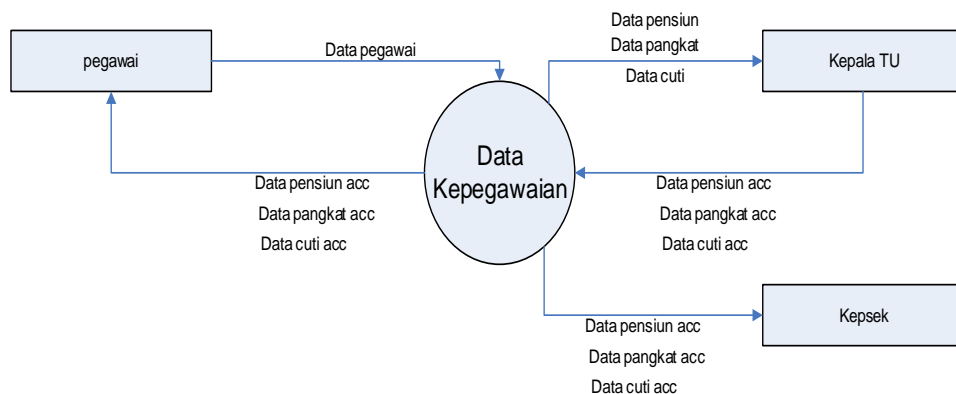 Data pensiun
Data pangkat
Data cuti
Data pegawai
pegawai
Kepala TU
Data
Kepegawaian
Data pensiun acc
Data pangkat acc
Data cuti acc
Data pensiun acc
Data pangkat acc
Data cuti acc
Kepsek
Data pensiun acc
Data pangkat acc
Data cuti acc